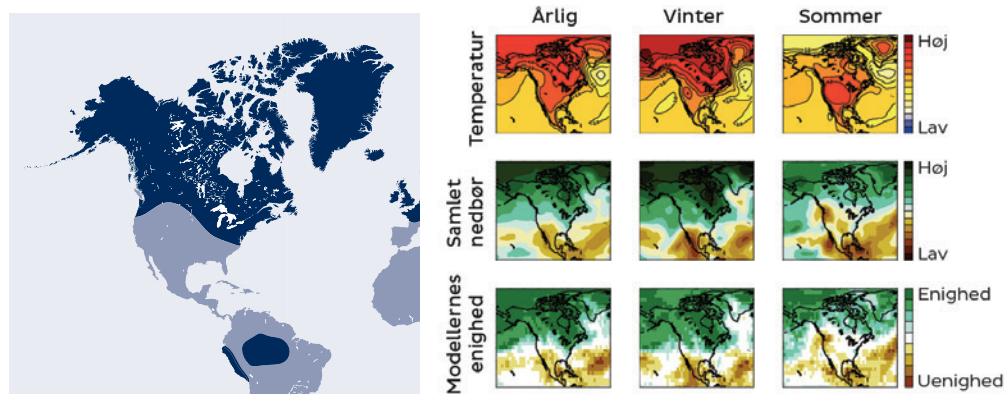 Årlig
Vinter
Sommer
Temperatur
Høj
Lav
Samlet
nedbør
Høj
Lav
Modellernes
enighed
Enighed
Uenighed